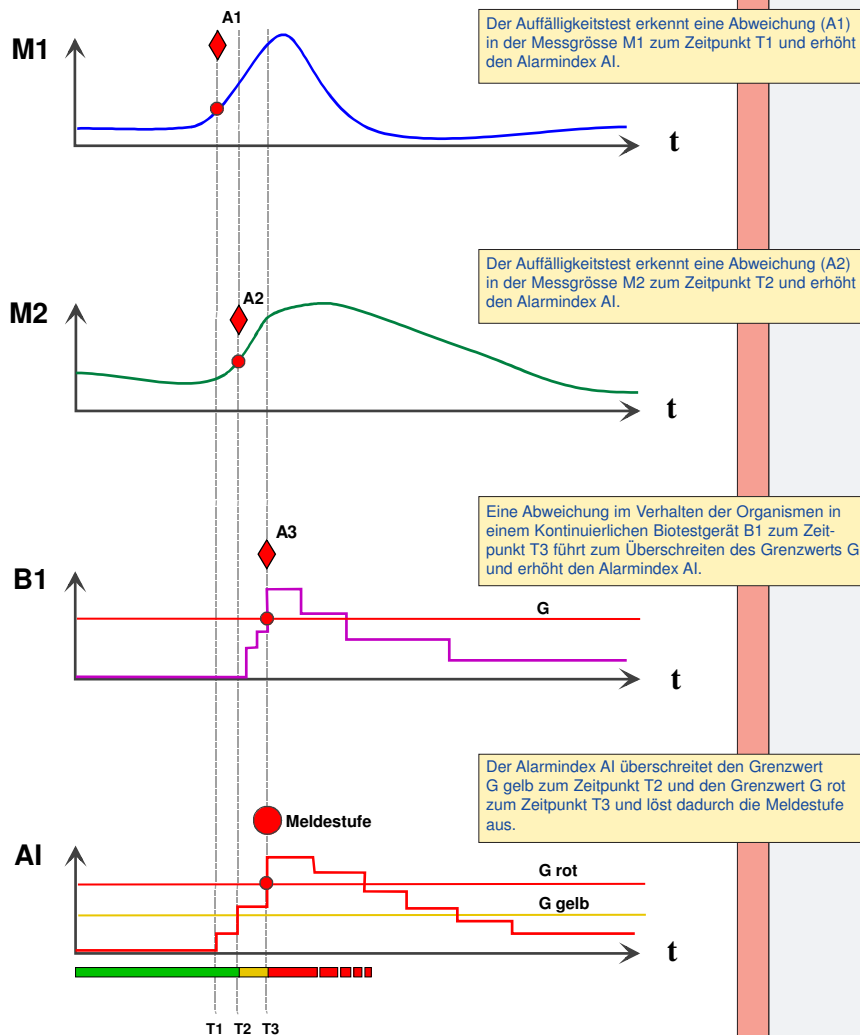 A1
M1
Der Auffälligkeitstest erkennt eine Abweichung (A1)
in der Messgrösse M1 zum Zeitpunkt T1 und erhöht
den Alarmindex AI.
t
Der Auffälligkeitstest erkennt eine Abweichung (A2)
in der Messgrösse M2 zum Zeitpunkt T2 und erhöht
den Alarmindex AI.
A2
M2
t
Eine Abweichung im Verhalten der Organismen in
einem Kontinuierlichen Biotestgerät B1 zum Zeit-
punkt T3 führt zum Überschreiten des Grenzwerts G
und erhöht den Alarmindex AI.
A3
B1
G
t
Der Alarmindex AI überschreitet den Grenzwert
G gelb zum Zeitpunkt T2 und den Grenzwert G rot
zum Zeitpunkt T3 und löst dadurch die Meldestufe
aus.
Meldestufe
AI
G rot
G gelb
t
T1 T2 T3